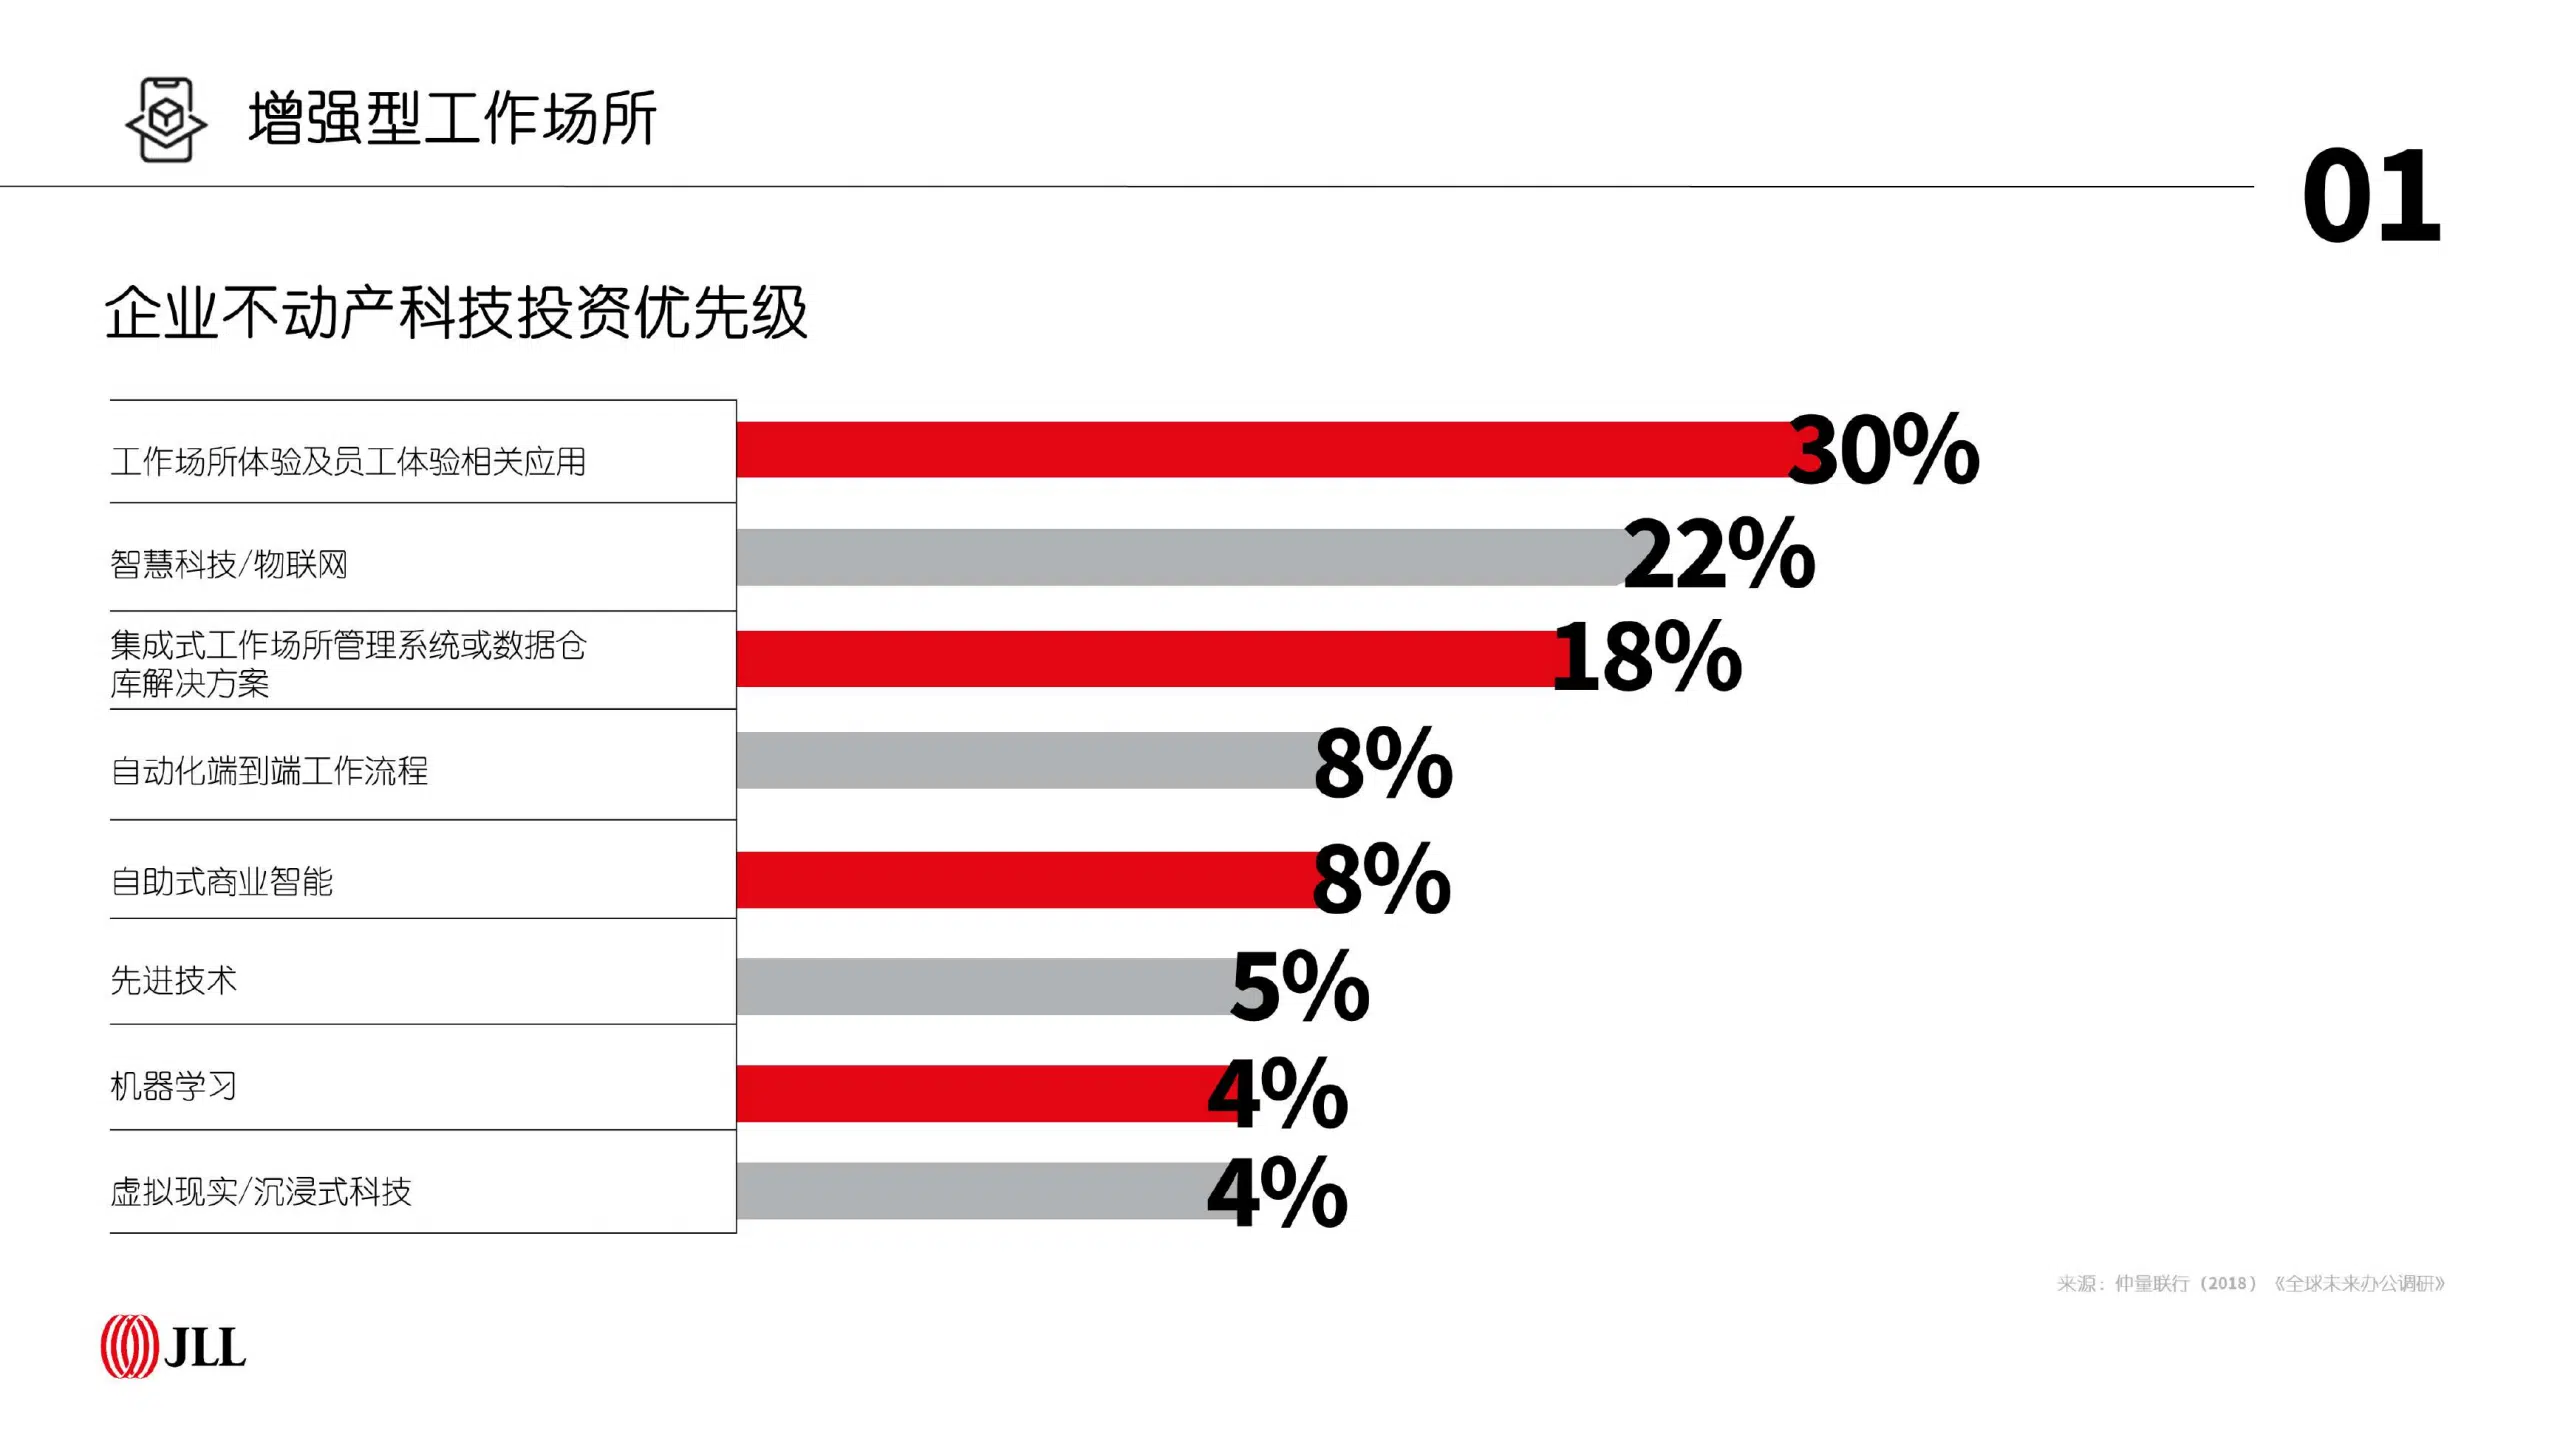 增强型工作场所
01
企业不动产科技投资优先级
工作场所体验及员工体验相关应用
30%
智慧科技/物联网
22%
集成式工作场所管理系统或数据仓
库解决方案
18%
自动化端到端工作流程
8%
自助式商业智能
8%
先进技术
5%
机器学习
4%
虚拟现实/沉浸式科技
4%
来源：仲量联行（2018）《全球未来办公调研》
JLL